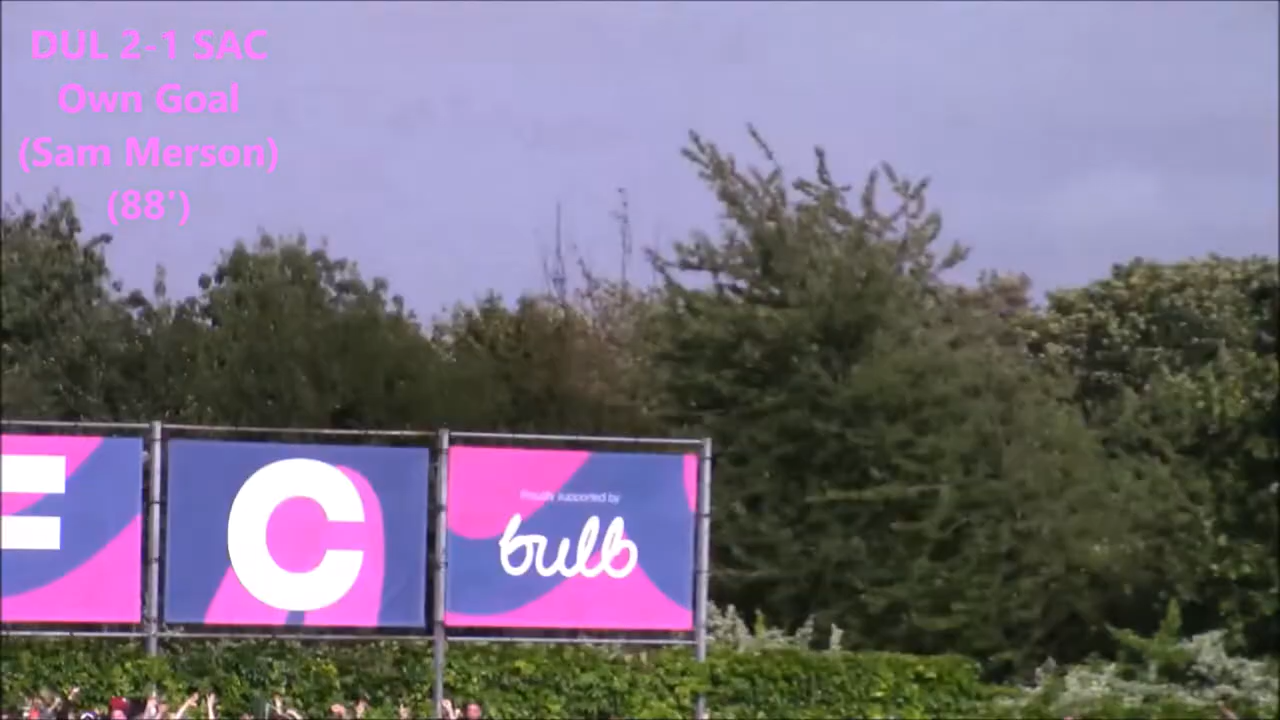 DUL 2-1 SAC
Own Goal
(Sam Merson)
(88')
F C
Proudly supported by
bulb